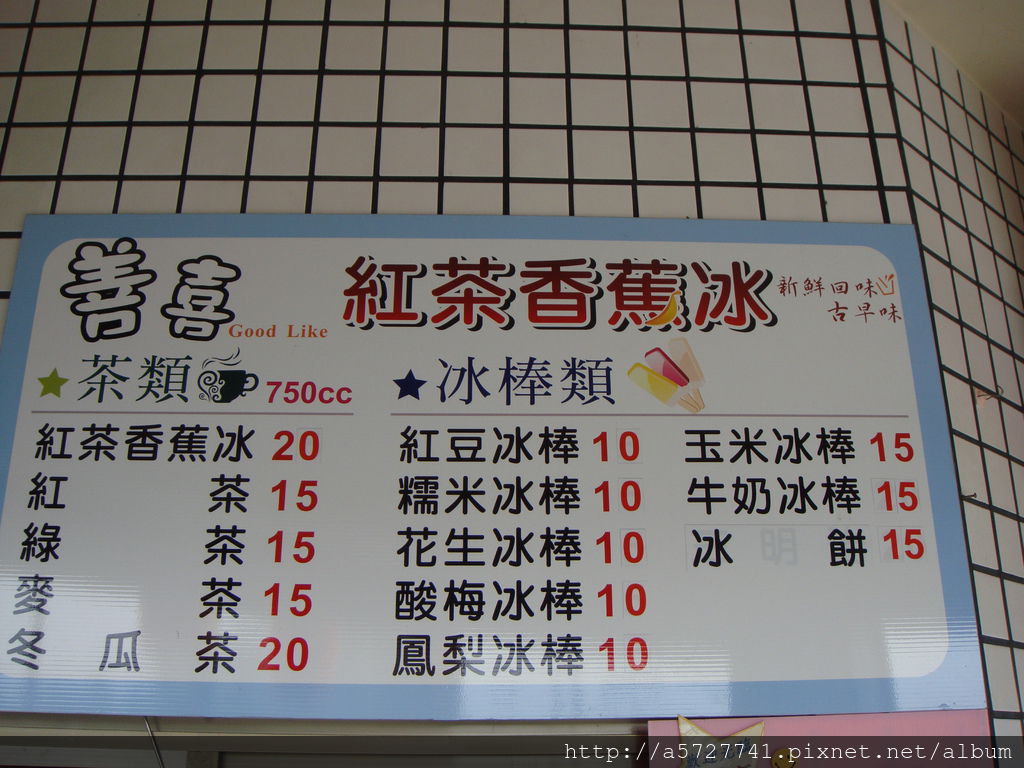 善喜 Good Like
紅茶香蕉冰
新鮮回味
古早味
茶類 750cc
紅茶香蕉冰 20
紅茶 15
綠茶 15
麥茶 15
冬瓜茶 20
冰棒類
紅豆冰棒 10
糯米冰棒 10
花生冰棒 10
酸梅冰棒 10
鳳梨冰棒 10
玉米冰棒 15
牛奶冰棒 15
冰 明 餅 15
http://a5727741.pixnet.net/album